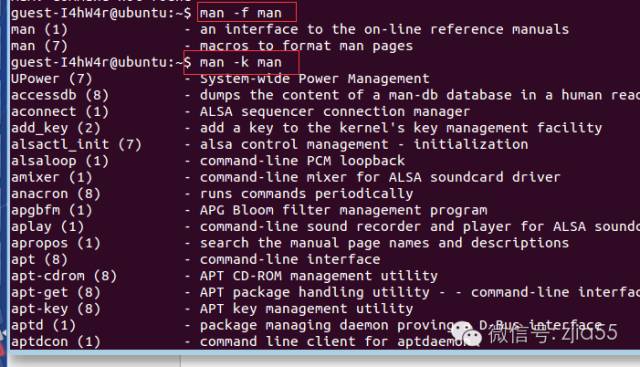 guest-I4hW4r@ubuntu:~$ man -f man
man (1) - an interface to the on-line reference manuals
man (7) - macros to format man pages
guest-I4hW4r@ubuntu:~$ man -k man
UPower (7) - System-wide Power Management
accessdb (8) - dumps the content of a man-db database in a human read
aconnect (1) - ALSA sequencer connection manager
add_key (2) - add a key to the kernel's key management facility
alsactl_init (7) - alsa control management - initialization
alsaloop (1) - command-line PCM loopback
amixer (1) - command-line mixer for ALSA soundcard driver
anacron (8) - runs commands periodically
apgbfm (1) - APG Bloom filter management program
aplay (1) - command-line sound recorder and player for ALSA soundc
apropos (1) - search the manual page names and descriptions
apt (8) - command-line interface
apt-cdrom (8) - APT CD-ROM management utility
apt-get (8) - APT package handling utility - - command-line interfac
apt-key (8) - APT key management utility
aptd (1) - package managing daemon proving a D-Bus interface
aptdcon (1) - command line client for aptdaemon
微信号: zjld55